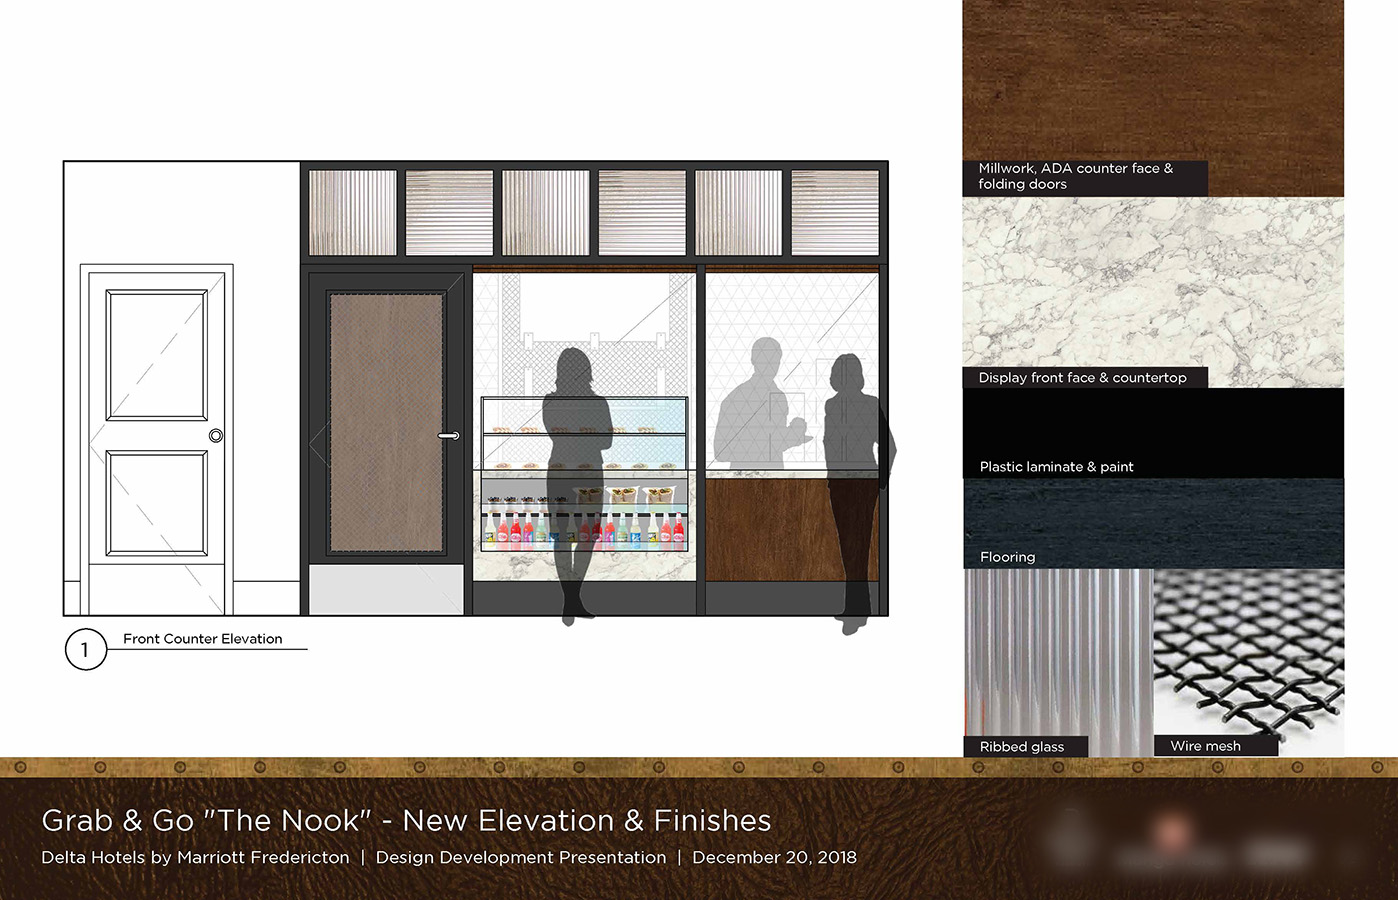 Millwork, ADA counter face &
folding doors
Display front face & countertop
Plastic laminate & paint
Flooring
Ribbed glass
Wire mesh
1
Front Counter Elevation
Grab & Go "The Nook" - New Elevation & Finishes
Delta Hotels by Marriott Fredericton | Design Development Presentation | December 20, 2018